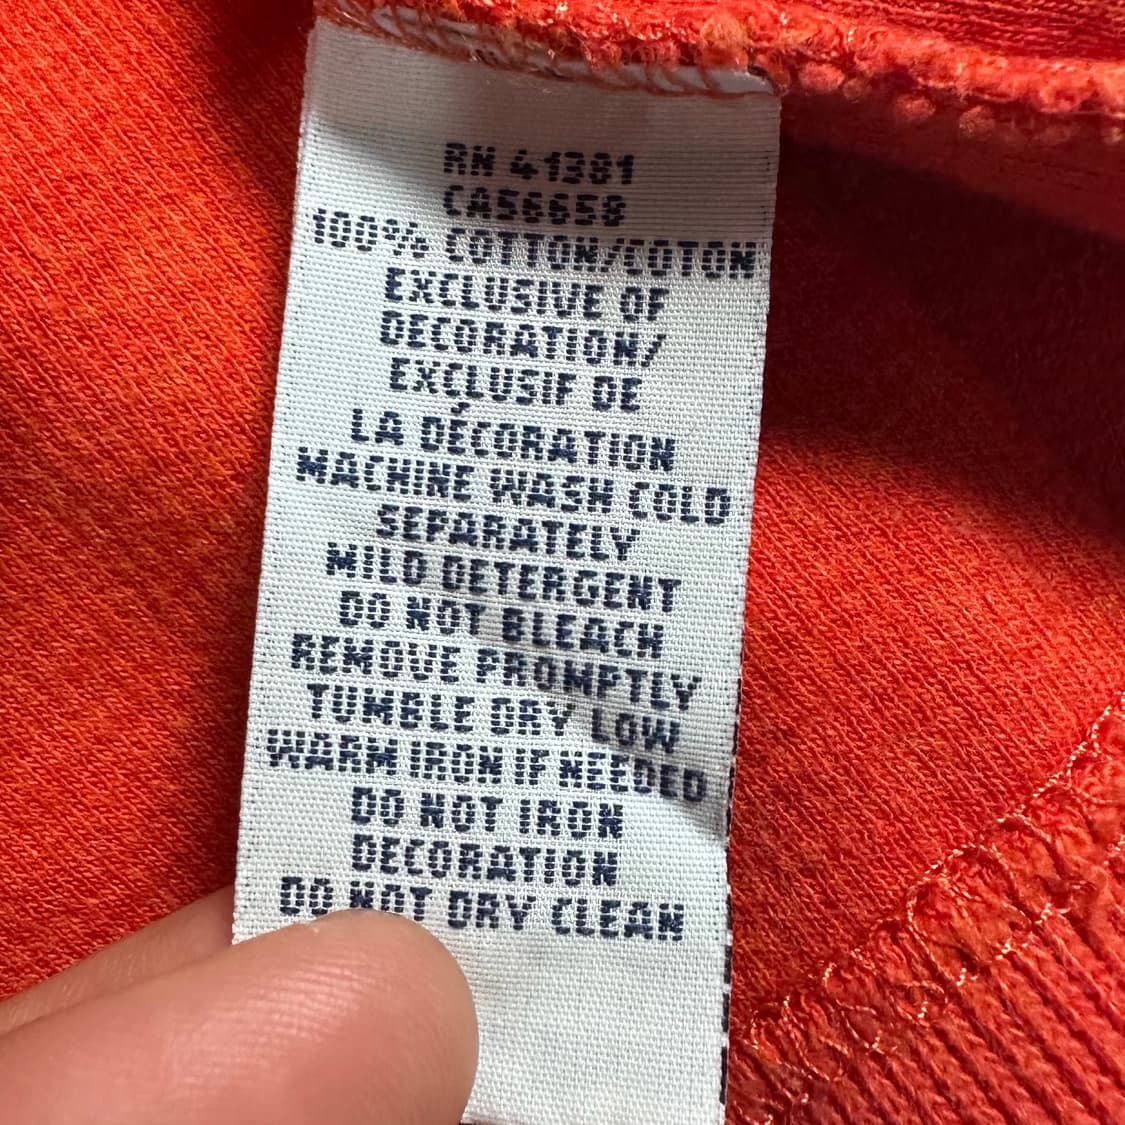 RN 41381
CA56658
100% COTTON/COTON
EXCLUSIVE OF
DECORATION/
EXCLUSIF DE
LA DÉCORATION
MACHINE WASH COLD
SEPARATELY
MILD DETERGENT
DO NOT BLEACH
REMOVE PROMPTLY
TUMBLE DRY LOW
WARM IRON IF NEEDED
DO NOT IRON
DECORATION
DO NOT DRY CLEAN